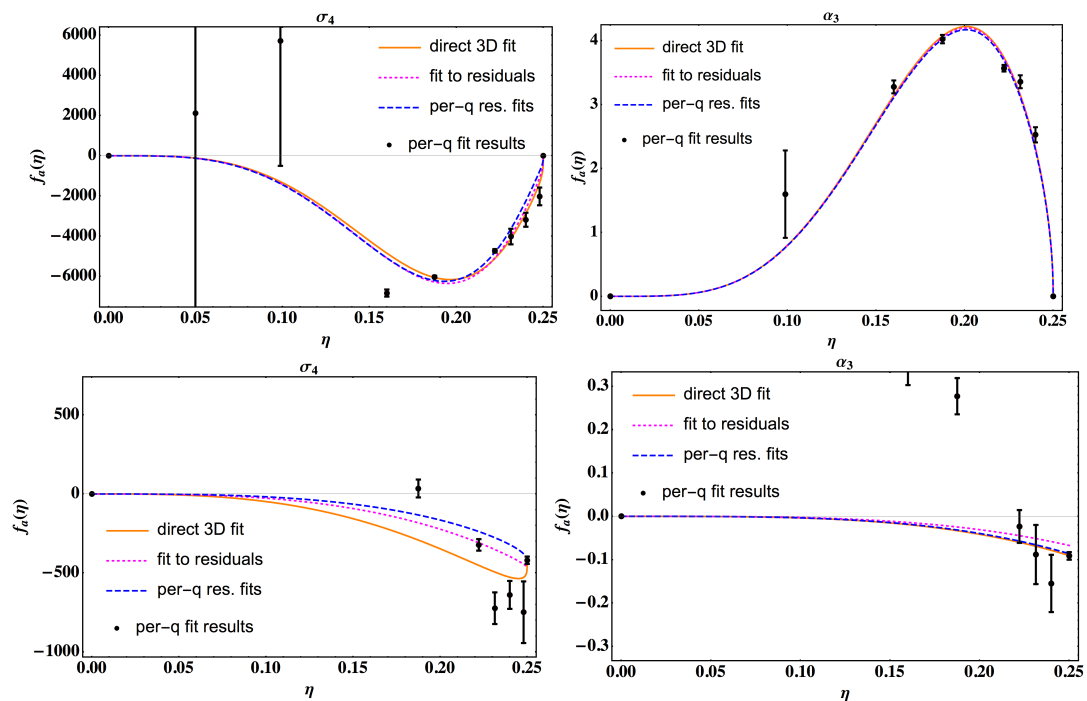 σ4
fa(η)
6000
4000
2000
0
−2000
−4000
−6000
direct 3D fit
fit to residuals
per−q res. fits
per−q fit results
0.00
0.05
0.10
0.15
0.20
0.25
η
α3
fa(η)
4
3
2
1
0
direct 3D fit
fit to residuals
per−q res. fits
per−q fit results
0.00
0.05
0.10
0.15
0.20
0.25
η
σ4
fa(η)
500
0
−500
−1000
direct 3D fit
fit to residuals
per−q res. fits
per−q fit results
0.00
0.05
0.10
0.15
0.20
0.25
η
α3
fa(η)
0.3
0.2
0.1
0.0
−0.1
−0.2
−0.3
direct 3D fit
fit to residuals
per−q res. fits
per−q fit results
0.00
0.05
0.10
0.15
0.20
0.25
η